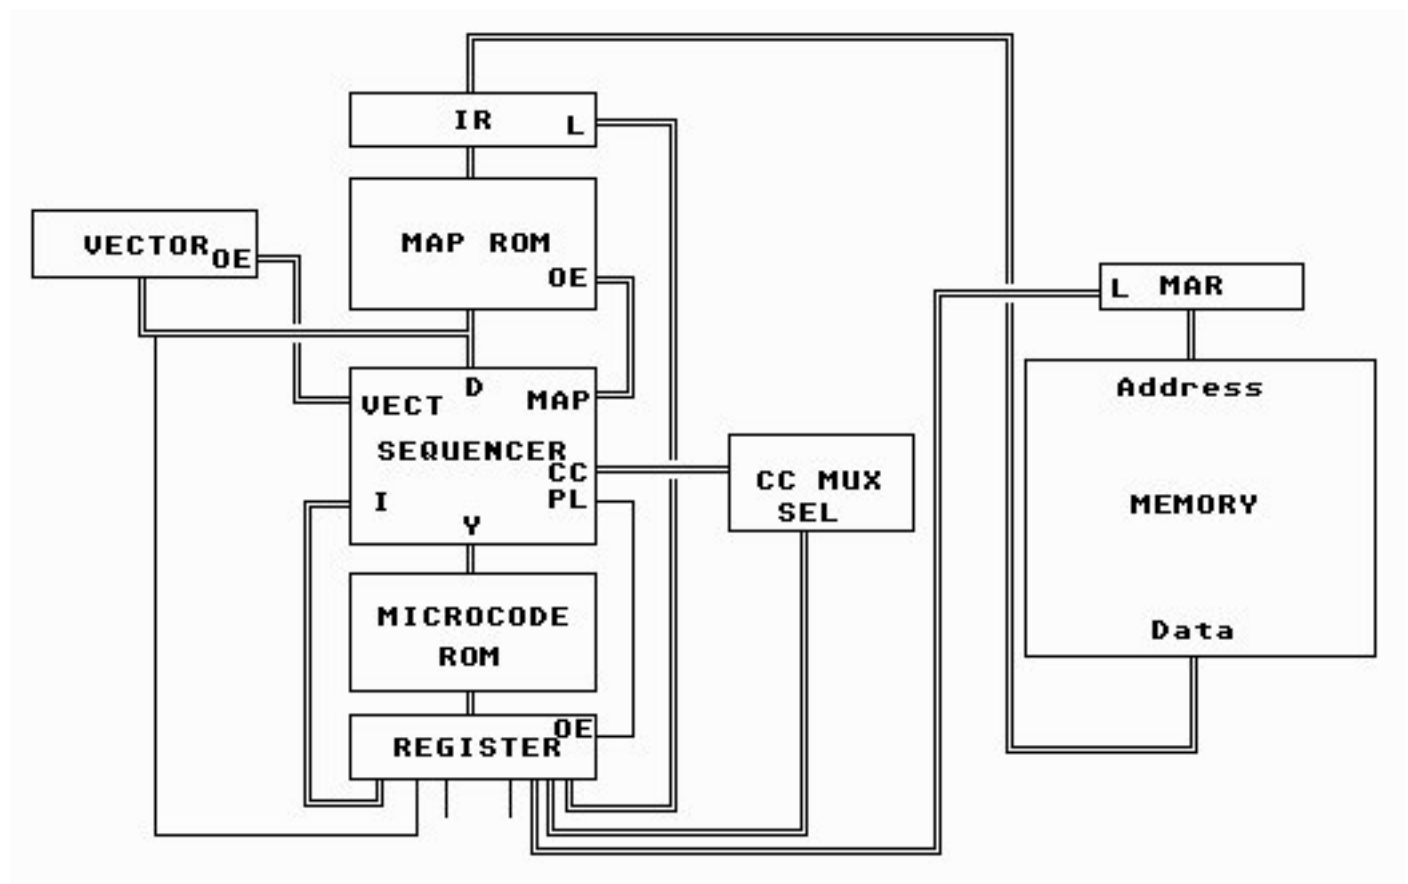 IR
L
MAP ROM
OE
VECTOR
OE
L MAR
Address
MEMORY
Data
D
VECT
MAP
SEQUENCER
CC
PL
I
Y
CC MUX
SEL
MICROCODE
ROM
OE
REGISTER